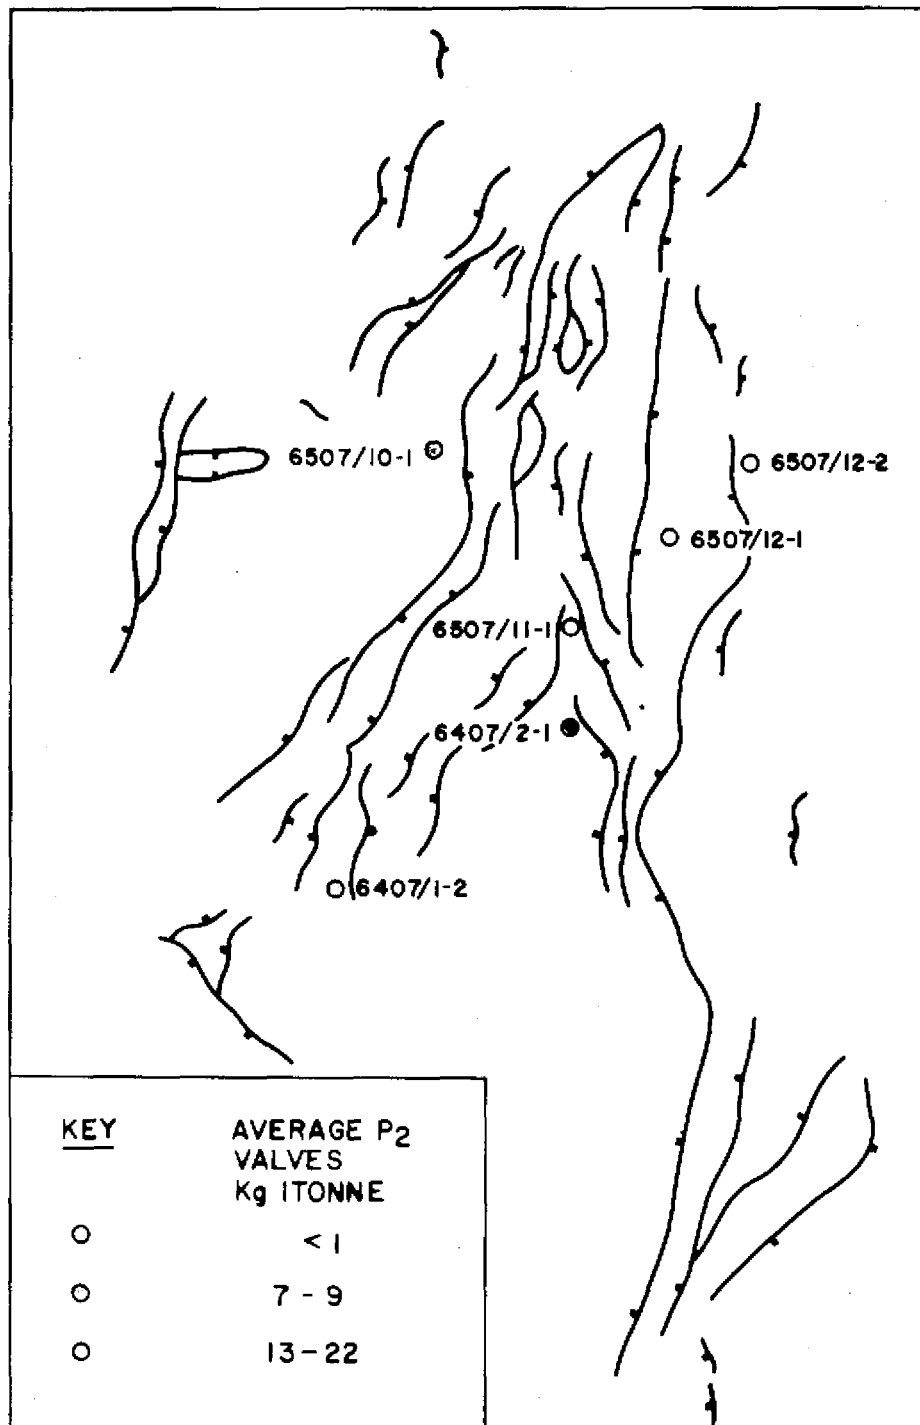 6507/10-1
6507/12-2
6507/12-1
6507/11-1
6407/2-1
6407/1-2
KEY
AVERAGE P2
VALVES
Kg ITONNE
< 1
7 - 9
13-22